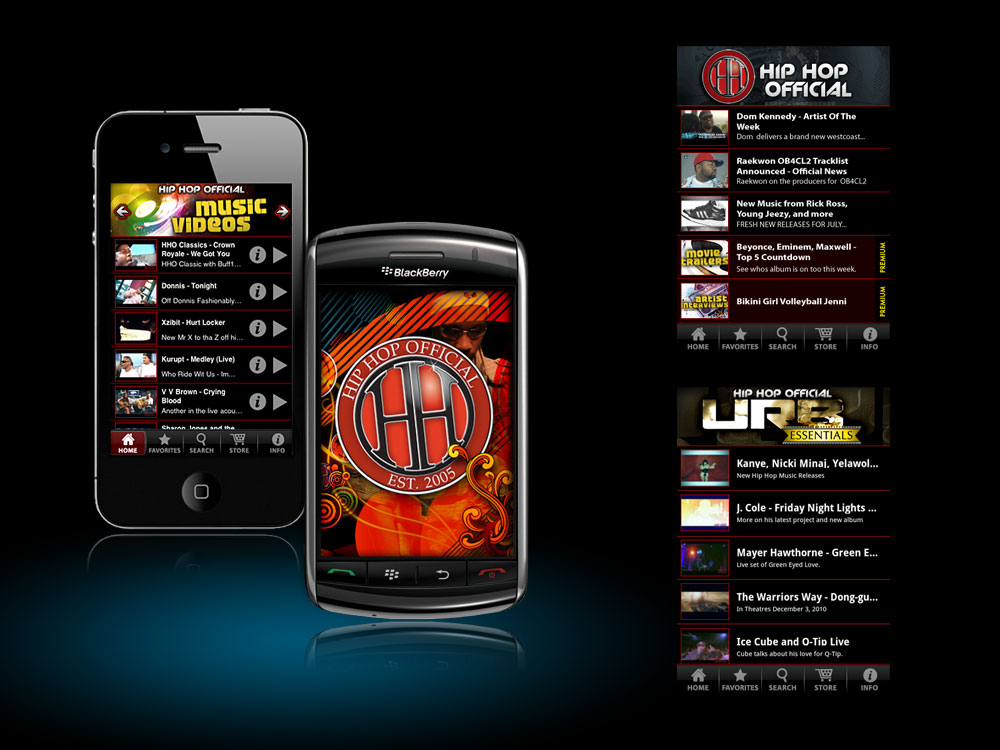 HIP HOP OFFICIAL
MUSIC
VIDEOS
HHO Classics - Crown
Royale - We Got You
HHO Classic with Buff1...
Donnis - Tonight
Off Donnis Fashionably...
Xzibit - Hurt Locker
New Mr X to tha Z off hi...
Kurupt - Medley (Live)
Who Ride Wit Us - Im...
V V Brown - Crying
Blood
Another in the live acou...
Sharon Jones and the
HOME FAVORITES SEARCH STORE INFO
BlackBerry
HIP HOP OFFICIAL
HH
EST. 2005
HH
HIP HOP
OFFICIAL
Dom Kennedy - Artist Of The
Week
Dom delivers a brand new westcoast...
Raekwon OB4CL2 Tracklist
Announced - Official News
Raekwon on the producers for OB4CL2
New Music from Rick Ross,
Young Jeezy, and more
FRESH NEW RELEASES FOR JULY...
MOVIE
TRAILERS
Beyonce, Eminem, Maxwell -
Top 5 Countdown
See whos album is on too this week.
PREMIUM
ARTIST
INTERVIEWS
Bikini Girl Volleyball Jenni
PREMIUM
HOME FAVORITES SEARCH STORE INFO
HIP HOP OFFICIAL
URB
ESSENTIALS
Kanye, Nicki Minaj, Yelawol...
New Hip Hop Music Releases
J. Cole - Friday Night Lights ...
More on his latest project and new album
Mayer Hawthorne - Green E...
Live set of Green Eyed Love.
The Warriors Way - Dong-gu...
In Theatres December 3, 2010
Ice Cube and Q-Tip Live
Cube talks about his love for Q-Tip.
HOME FAVORITES SEARCH STORE INFO